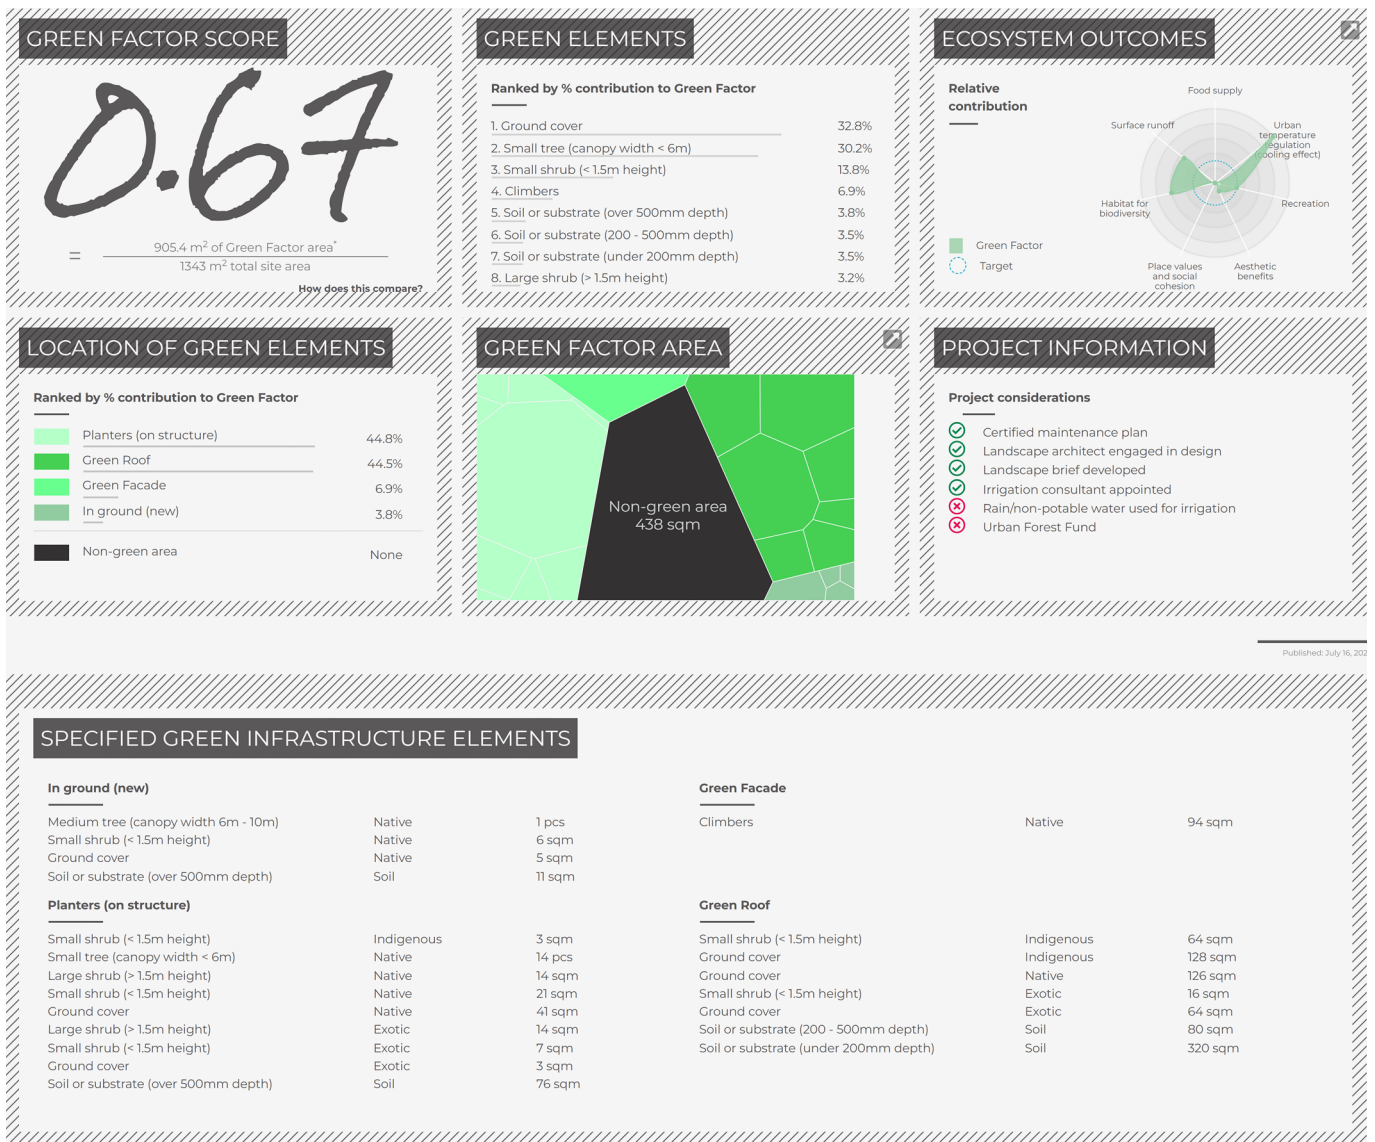 GREEN FACTOR SCORE
0.67
=
905.4 m² of Green Factor area*
1343 m² total site area
How does this compare?
GREEN ELEMENTS
Ranked by % contribution to Green Factor
1. Ground cover 32.8%
2. Small tree (canopy width < 6m) 30.2%
3. Small shrub (< 1.5m height) 13.8%
4. Climbers 6.9%
5. Soil or substrate (over 500mm depth) 3.8%
6. Soil or substrate (200 - 500mm depth) 3.5%
7. Soil or substrate (under 200mm depth) 3.5%
8. Large shrub (> 1.5m height) 3.2%
ECOSYSTEM OUTCOMES
Relative
contribution
Food supply
Surface runoff
Urban
temperature
regulation
(cooling effect)
Habitat for
biodiversity
Recreation
Place values
and social
cohesion
Aesthetic
benefits
Green Factor
Target
LOCATION OF GREEN ELEMENTS
Ranked by % contribution to Green Factor
Planters (on structure) 44.8%
Green Roof 44.5%
Green Facade 6.9%
In ground (new) 3.8%
Non-green area None
GREEN FACTOR AREA
Non-green area
438 sqm
PROJECT INFORMATION
Project considerations
Certified maintenance plan
Landscape architect engaged in design
Landscape brief developed
Irrigation consultant appointed
Rain/non-potable water used for irrigation
Urban Forest Fund
Published: July 16, 202
SPECIFIED GREEN INFRASTRUCTURE ELEMENTS
In ground (new)
Medium tree (canopy width 6m - 10m) Native 1 pcs
Small shrub (< 1.5m height) Native 6 sqm
Ground cover Native 5 sqm
Soil or substrate (over 500mm depth) Soil 11 sqm
Green Facade
Climbers Native 94 sqm
Planters (on structure)
Small shrub (< 1.5m height) Indigenous 3 sqm
Small tree (canopy width < 6m) Native 14 pcs
Large shrub (> 1.5m height) Native 14 sqm
Small shrub (< 1.5m height) Native 21 sqm
Ground cover Native 41 sqm
Large shrub (> 1.5m height) Exotic 14 sqm
Small shrub (< 1.5m height) Exotic 7 sqm
Ground cover Exotic 3 sqm
Soil or substrate (over 500mm depth) Soil 76 sqm
Green Roof
Small shrub (< 1.5m height) Indigenous 64 sqm
Ground cover Indigenous 128 sqm
Ground cover Native 126 sqm
Small shrub (< 1.5m height) Exotic 16 sqm
Ground cover Exotic 64 sqm
Soil or substrate (200 - 500mm depth) Soil 80 sqm
Soil or substrate (under 200mm depth) Soil 320 sqm